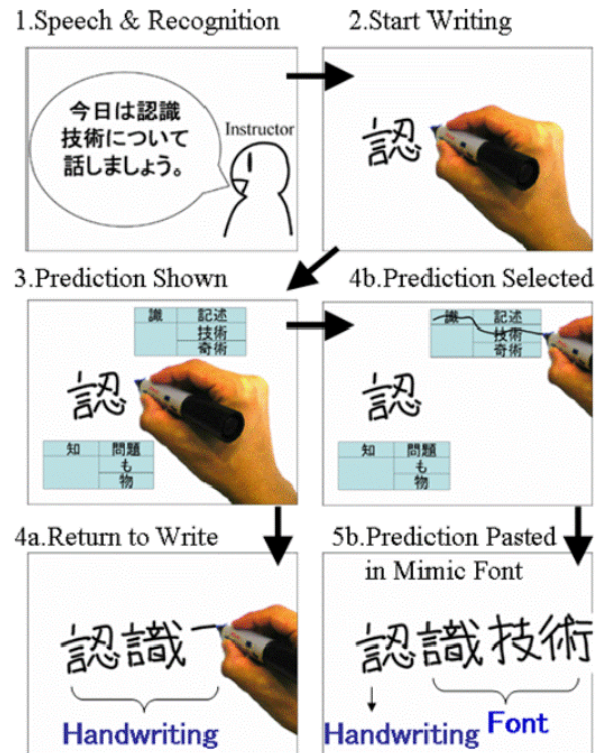 1.Speech & Recognition
2.Start Writing
今日は認識
技術について
話しましょう。
Instructor
認
3.Prediction Shown
4b.Prediction Selected
識 記述
技術
奇術
認
知 問題
も
物
識 記述
技術
奇術
認
知 問題
も
物
4a.Return to Write
5b.Prediction Pasted
in Mimic Font
認識
Handwriting
認識技術
Handwriting
Font